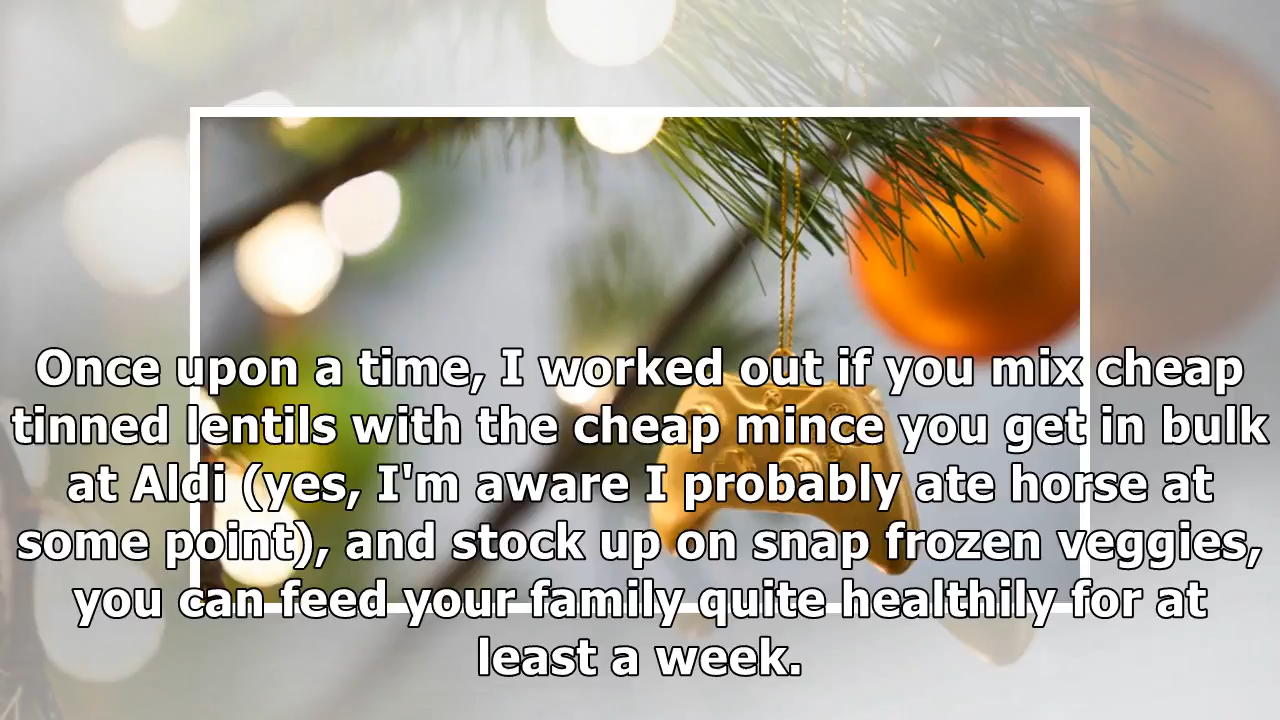 Once upon a time, I worked out if you mix cheap
tinned lentils with the cheap mince you get in bulk
at Aldi (yes, I'm aware I probably ate horse at
some point), and stock up on snap frozen veggies,
you can feed your family quite healthily for at
least a week.